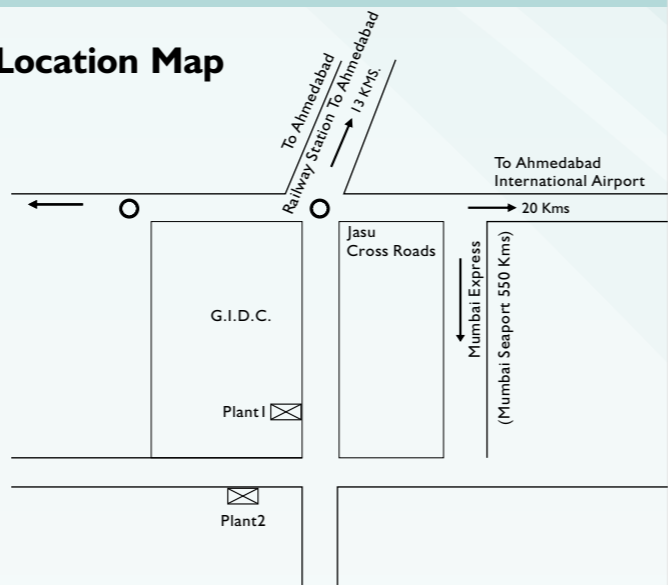 Location Map
To Ahmedabad
Railway Station To Ahmedabad
13 KMS.
To Ahmedabad
International Airport
20 Kms
Jasu
Cross Roads
Mumbai Express
(Mumbai Seaport 550 Kms)
G.I.D.C.
Plant1
Plant2